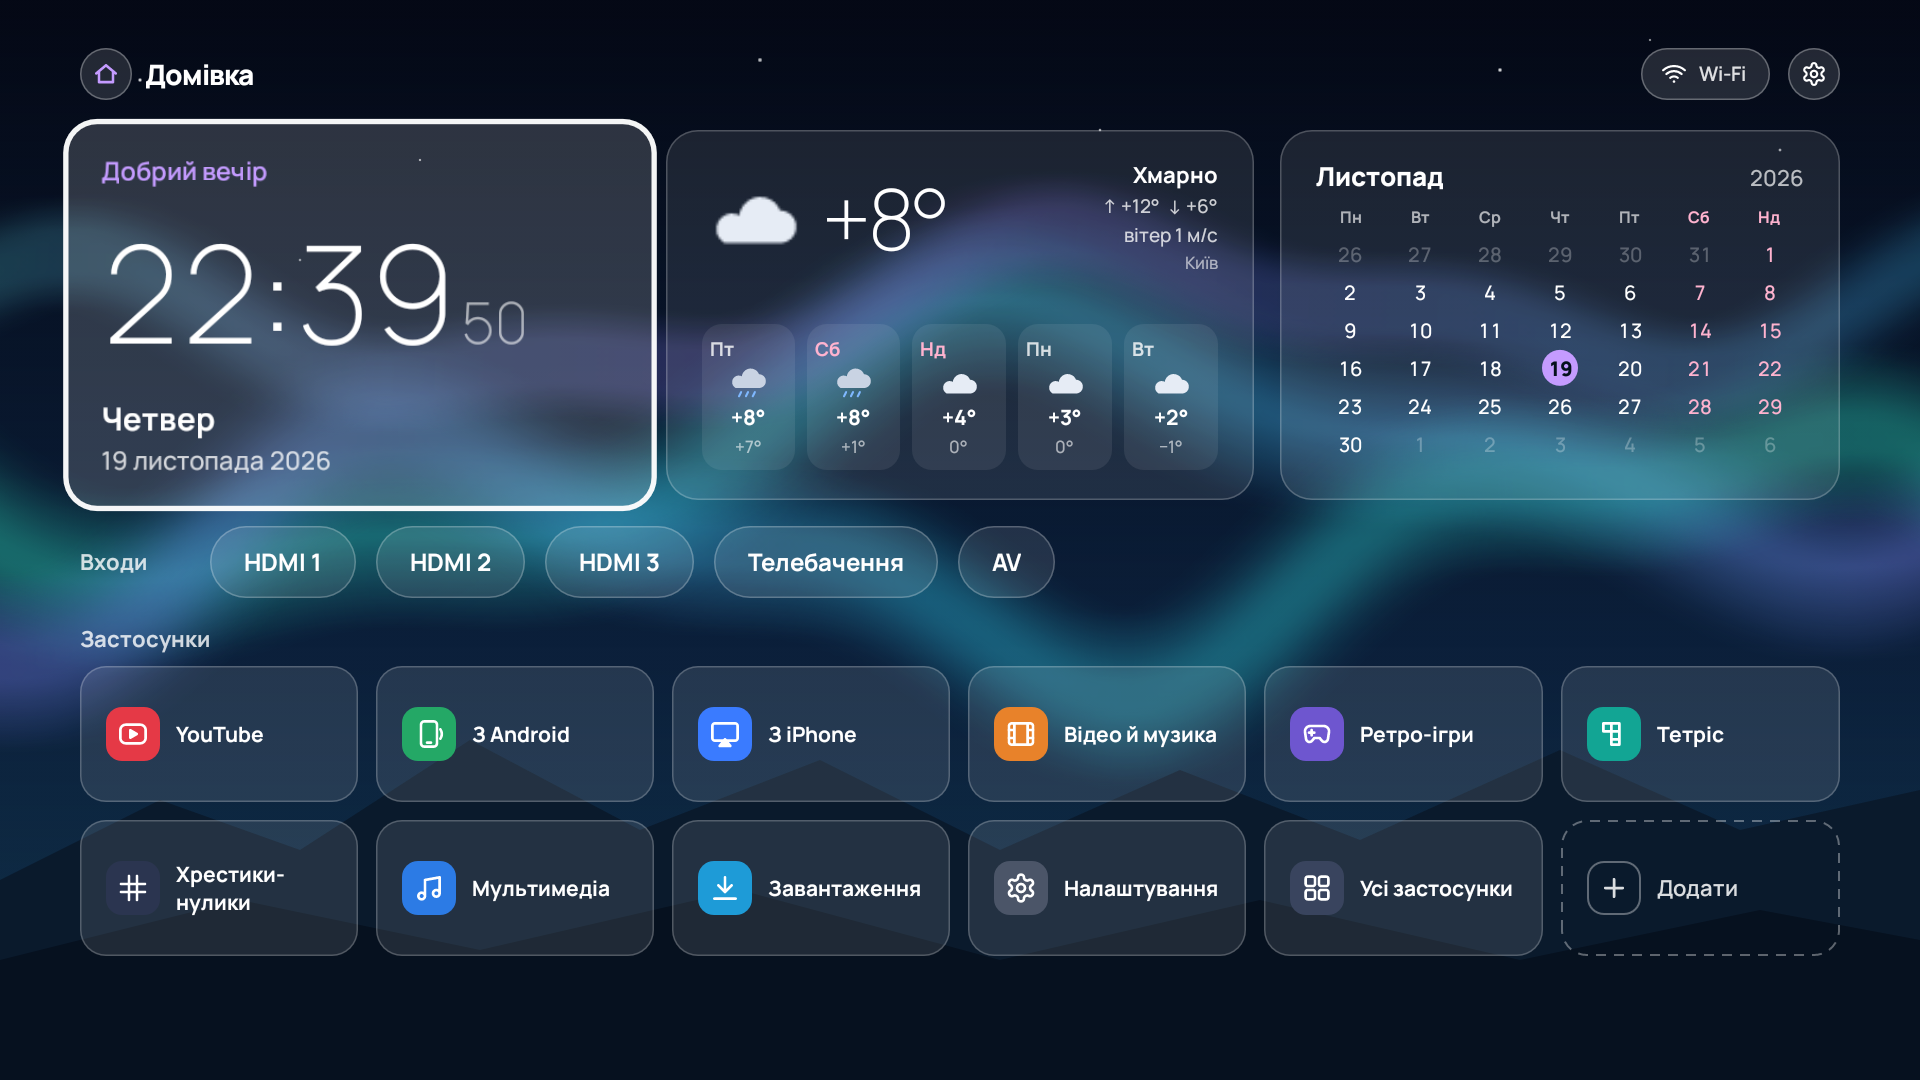 Домівка
Wi-Fi
Добрий вечір
22:39 50
Четвер
19 листопада 2026
+8°
Хмарно
↑ +12° ↓ +6°
вітер 1 м/с
Київ
Пт Сб Нд Пн Вт
+8° +8° +4° +3° +2°
+7° +1° 0° 0° −1°
Листопад 2026
Пн Вт Ср Чт Пт Сб Нд
26 27 28 29 30 31 1
2 3 4 5 6 7 8
9 10 11 12 13 14 15
16 17 18 19 20 21 22
23 24 25 26 27 28 29
30 1 2 3 4 5 6
Входи HDMI 1 HDMI 2 HDMI 3 Телебачення AV
Застосунки
YouTube З Android З iPhone Відео й музика Ретро-ігри Тетріс
Хрестики-
нулики
Мультимедіа Завантаження Налаштування Усі застосунки Додати